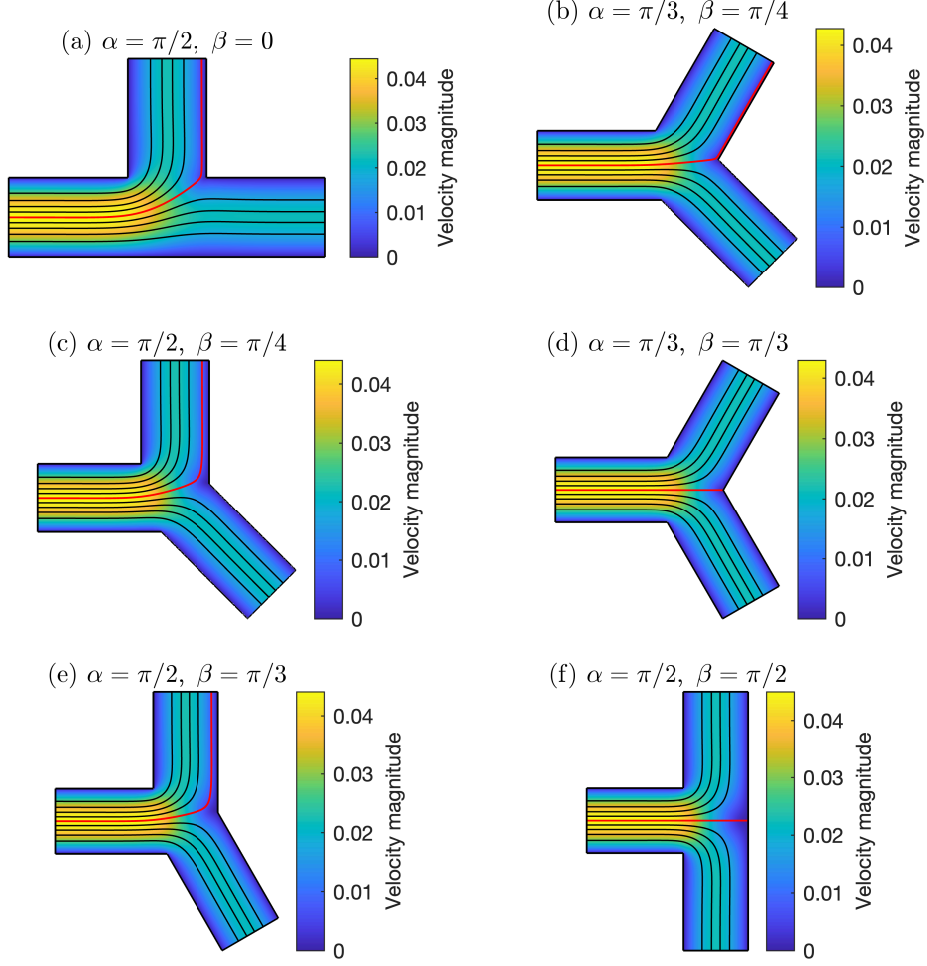 (a) α = π/2, β = 0
0.04
0.03
0.02
0.01
0
Velocity magnitude
(b) α = π/3, β = π/4
0.04
0.03
0.02
0.01
0
Velocity magnitude
(c) α = π/2, β = π/4
0.04
0.03
0.02
0.01
0
Velocity magnitude
(d) α = π/3, β = π/3
0.04
0.03
0.02
0.01
0
Velocity magnitude
(e) α = π/2, β = π/3
0.04
0.03
0.02
0.01
0
Velocity magnitude
(f) α = π/2, β = π/2
0.04
0.03
0.02
0.01
0
Velocity magnitude